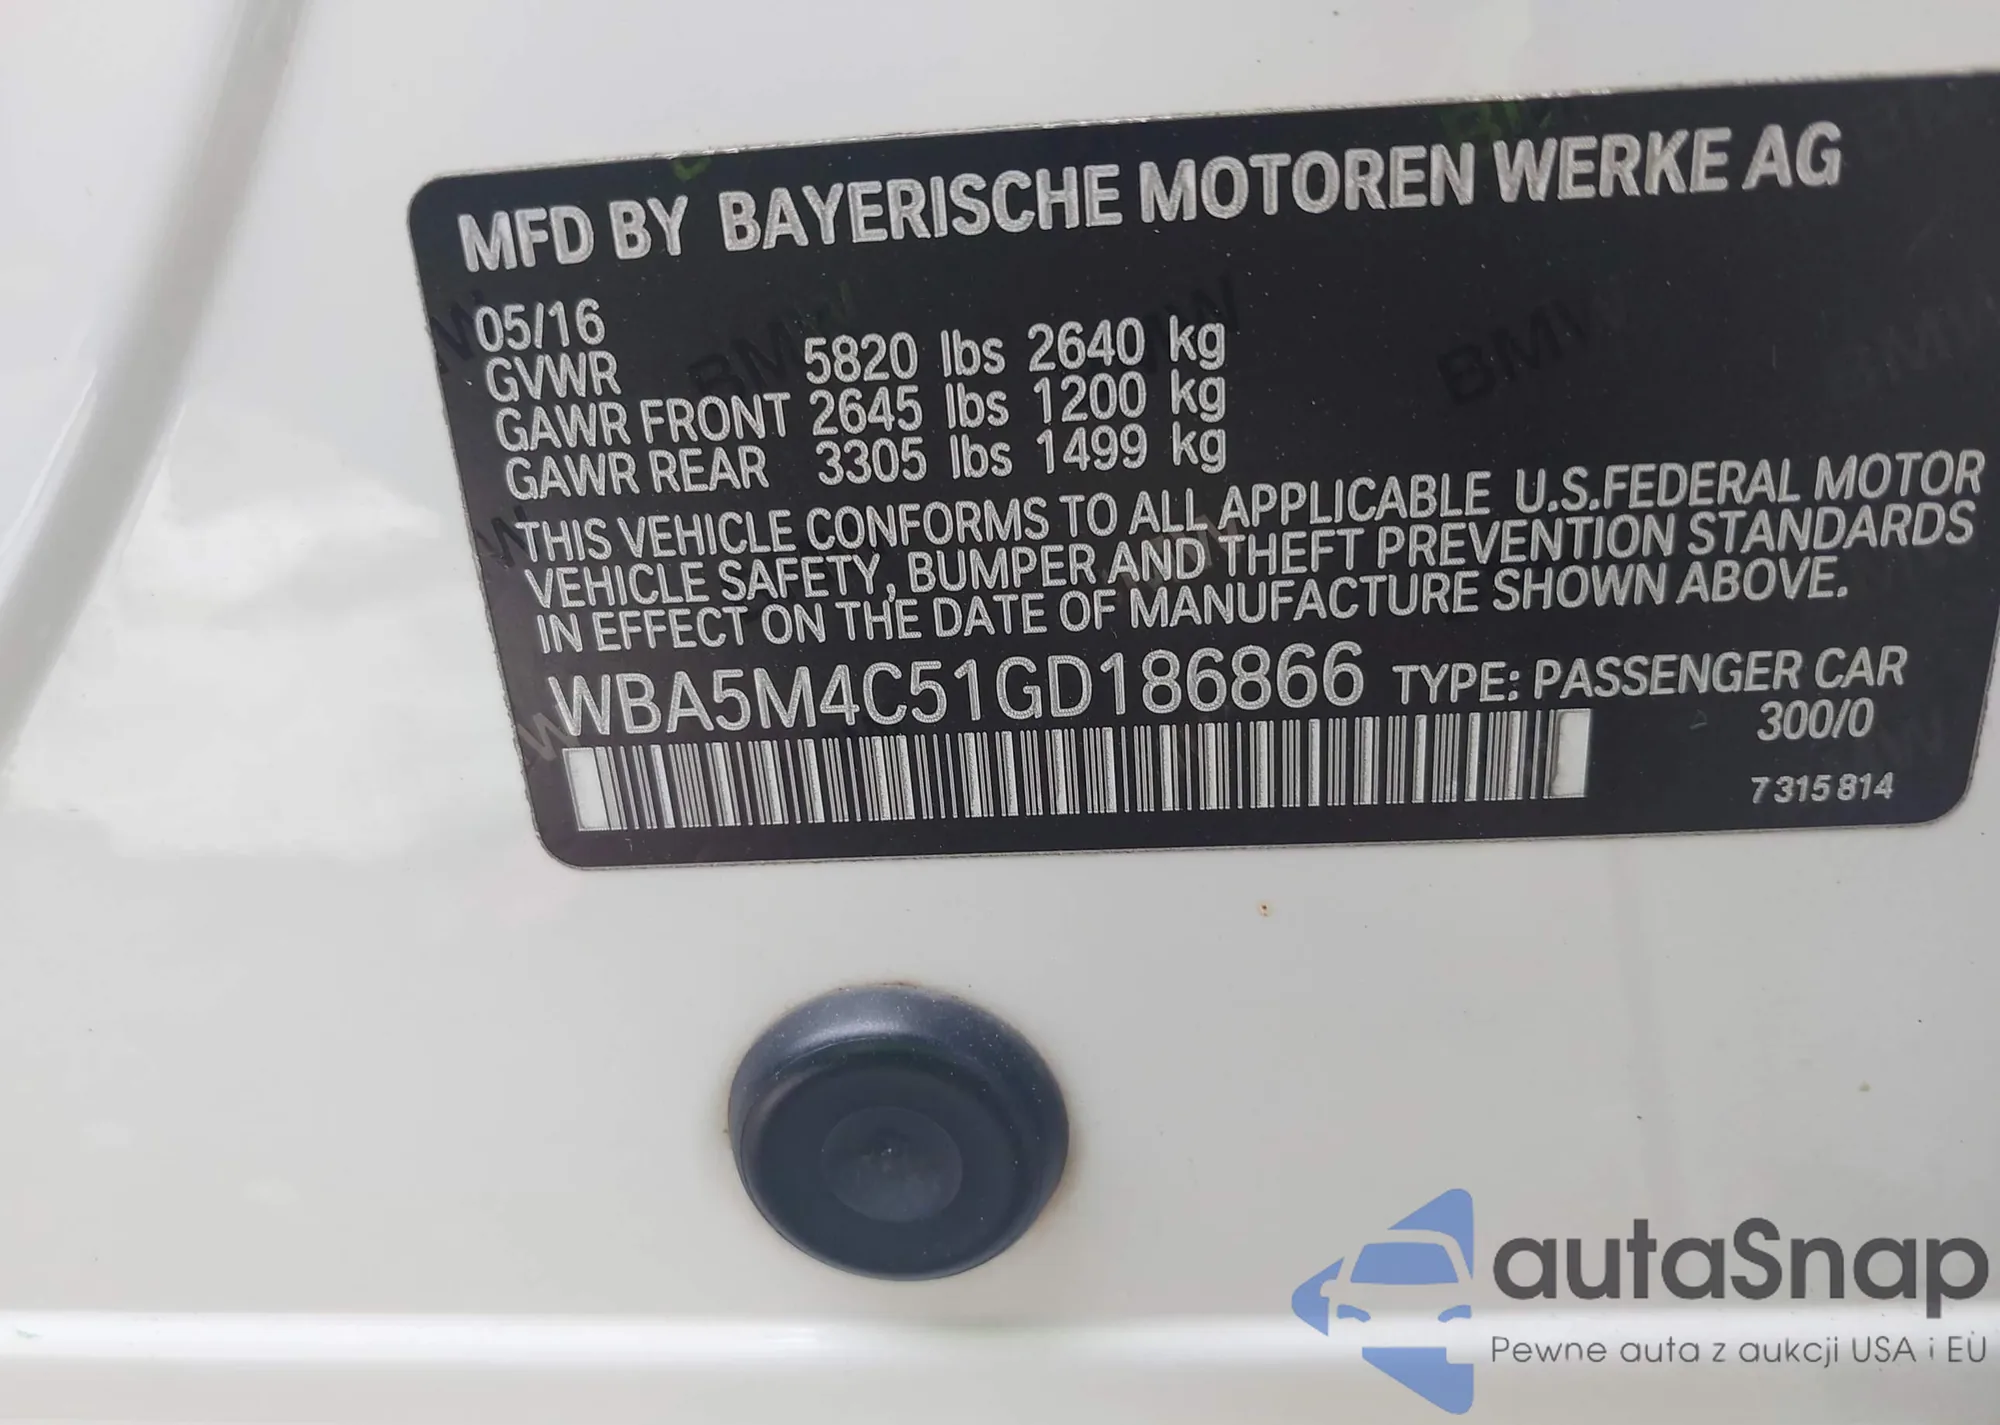 MFD BY BAYERISCHE MOTOREN WERKE AG
05/16
GVWR 5820 lbs 2640 kg
GAWR FRONT 2645 lbs 1200 kg
GAWR REAR 3305 lbs 1499 kg
THIS VEHICLE CONFORMS TO ALL APPLICABLE U.S.FEDERAL MOTOR
VEHICLE SAFETY, BUMPER AND THEFT PREVENTION STANDARDS
IN EFFECT ON THE DATE OF MANUFACTURE SHOWN ABOVE.
WBA5M4C51GD186866 TYPE: PASSENGER CAR
300/0
7 315 814
autaSnap
Pewne auta z aukcji USA i EU